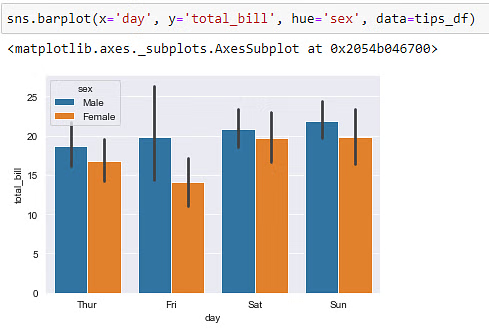 sns.barplot(x='day', y='total_bill', hue='sex', data=tips_df)
<matplotlib.axes._subplots.AxesSubplot at 0x2054b046700>
sex
Male
Female
25
20
15
10
5
0
total_bill
Thur Fri Sat Sun
day